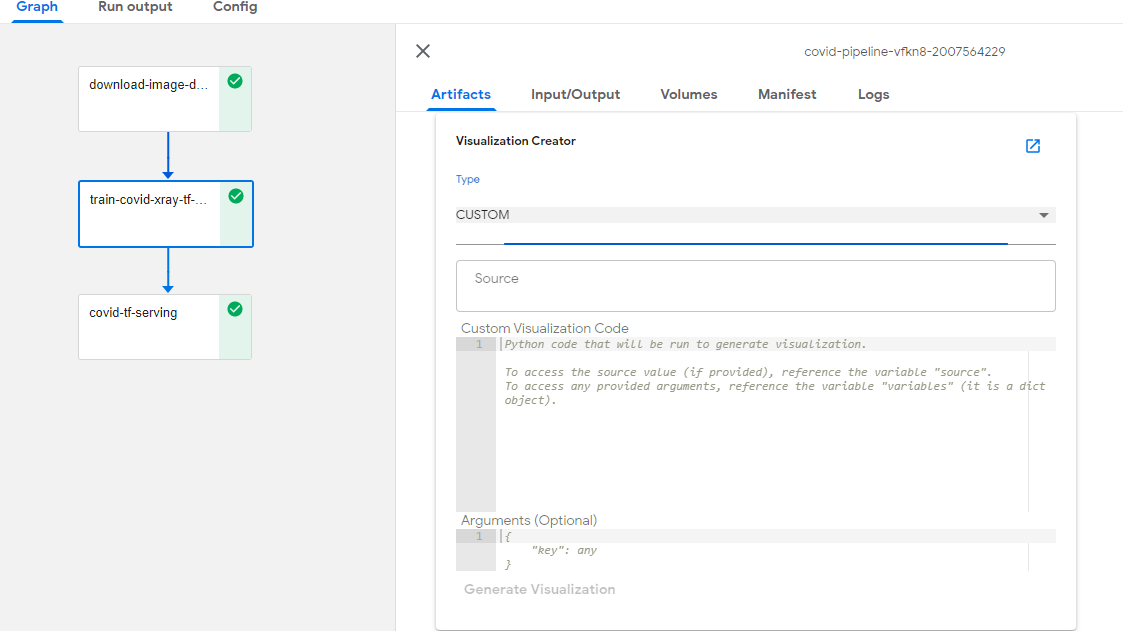 Graph
Run output
Config
download-image-d...
train-covid-xray-tf-...
covid-tf-serving
covid-pipeline-vfkn8-2007564229
Artifacts
Input/Output
Volumes
Manifest
Logs
Visualization Creator
Type
CUSTOM
Source
Custom Visualization Code
1
Python code that will be run to generate visualization.
To access the source value (if provided), reference the variable "source".
To access any provided arguments, reference the variable "variables" (it is a dict
object).
Arguments (Optional)
1
{
"key": any
}
Generate Visualization